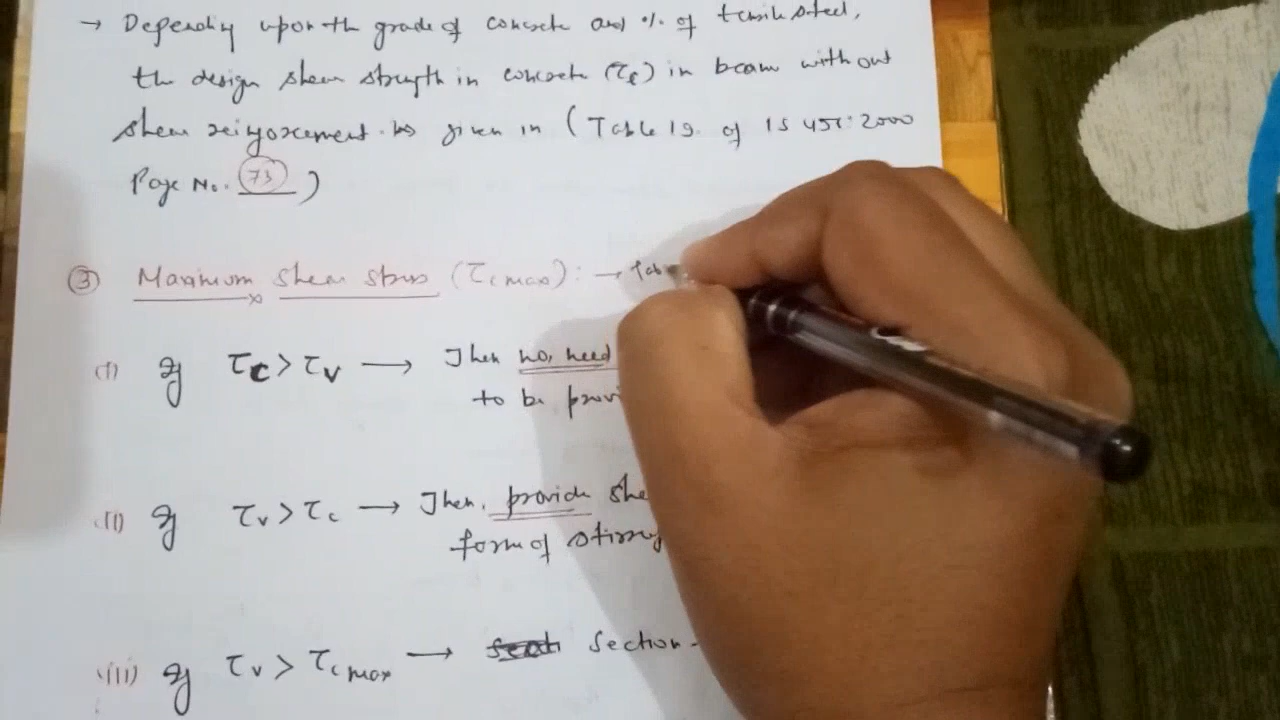 → Depending upon the grade of concrete and % of tensile steel,
the design shear strength in concrete (τc) in beam without
shear reinforcement is given in (Table 19. of IS 456:2000
Page No. 73)
③ Maximum shear stress (τc max): → Tab
(i) If τc > τv → Then no need
to be provi
(ii) If τv > τc → Then, provide she
form of stirrup
(iii) If τv > τc max → Section -